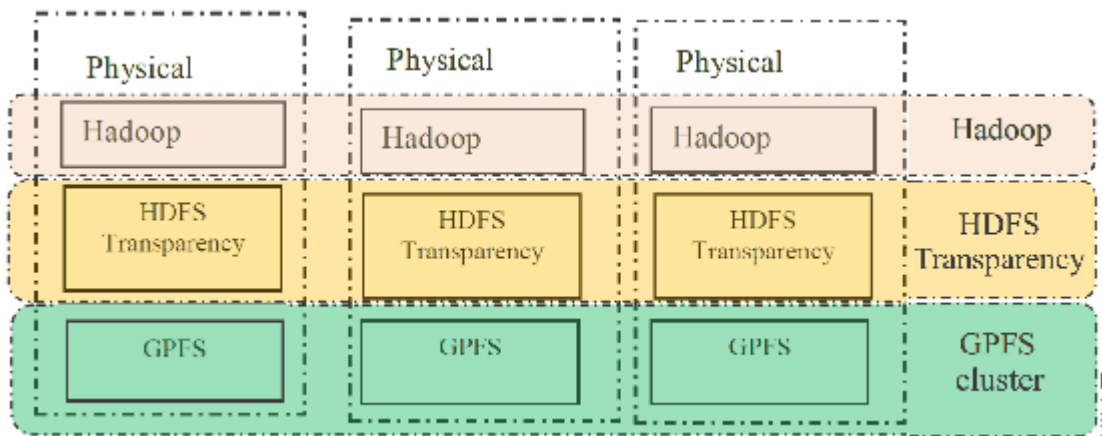 Physical
Physical
Physical
Hadoop
Hadoop
Hadoop
Hadoop
HDFS
Transparency
HDFS
Transparency
HDFS
Transparency
HDFS
Transparency
GPFS
GPFS
GPFS
GPFS
cluster